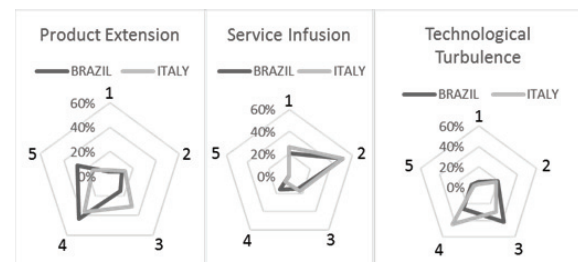 Product Extension
BRAZIL ITALY
1
60%
40%
5 20% 2
0%
4 3
Service Infusion
BRAZIL ITALY
1
60%
40%
5 20% 2
0%
4 3
Technological
Turbulence
BRAZIL ITALY
1
60%
40%
5 20% 2
0%
4 3